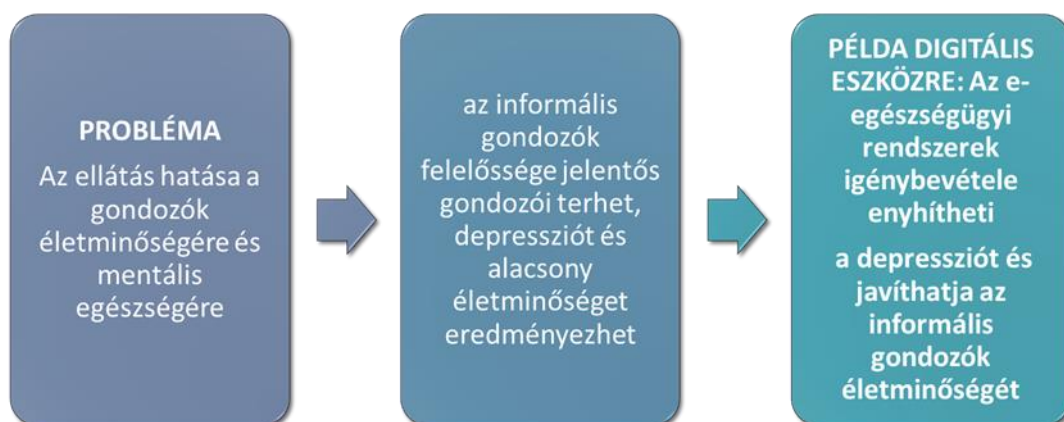 PROBLÉMA
Az ellátás hatása a
gondozók
életminőségére és
mentális
egészségére
az informális
gondozók
felelőssége jelentős
gondozói terhet,
depressziót és
alacsony
életminőséget
eredményezhet
PÉLDA DIGITÁLIS
ESZKÖZRE: Az e-
egészségügyi
rendszerek
igénybevétele
enyhítheti
a depressziót és
javíthatja az
informális
gondozók
életminőségét